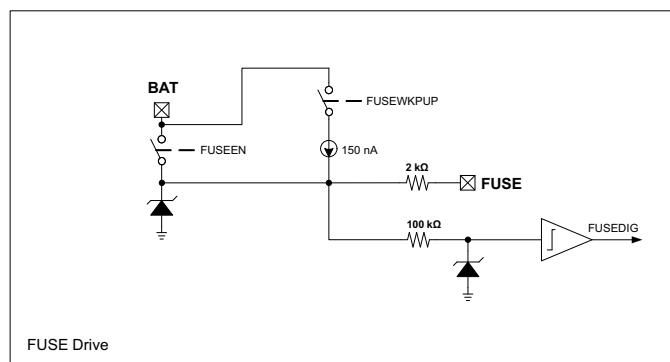 BAT
FUSEWKPUP
FUSEEN
150 nA
2 kΩ
FUSE
100 kΩ
FUSEDIG
FUSE Drive